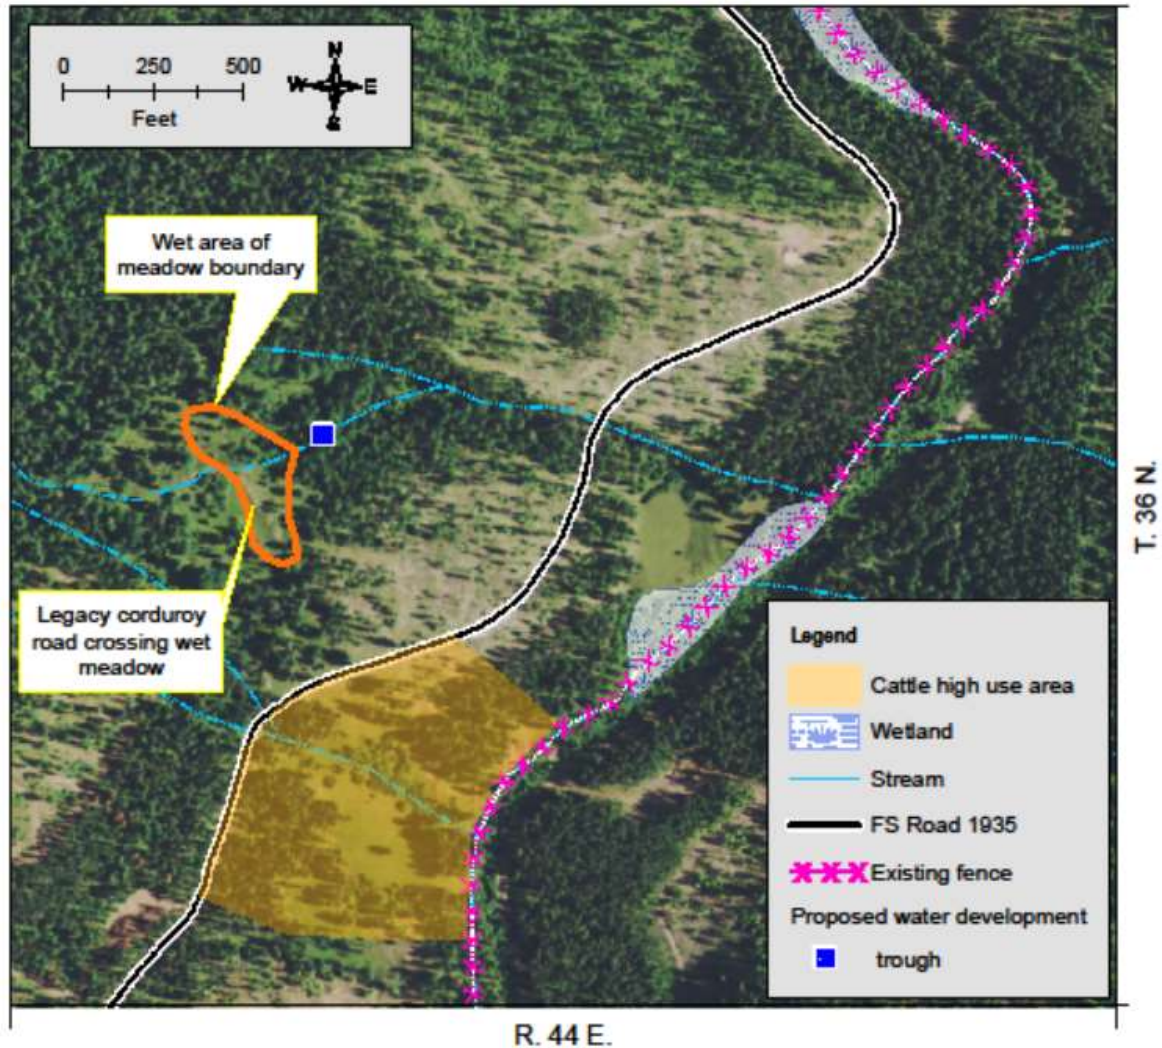 0 250 500
Feet
N
W E
S
Wet area of
meadow boundary
Legacy corduroy
road crossing wet
meadow
T. 36 N.
Legend
Cattle high use area
Wetland
Stream
FS Road 1935
Existing fence
Proposed water development
trough
R. 44 E.